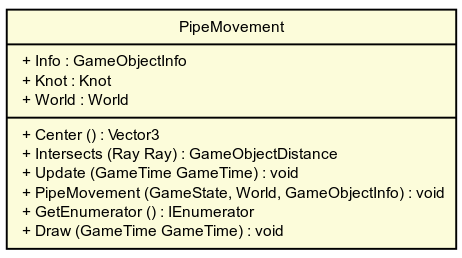 PipeMovement
+ Info : GameObjectInfo
+ Knot : Knot
+ World : World
+ Center () : Vector3
+ Intersects (Ray Ray) : GameObjectDistance
+ Update (GameTime GameTime) : void
+ PipeMovement (GameState, World, GameObjectInfo) : void
+ GetEnumerator () : IEnumerator
+ Draw (GameTime GameTime) : void